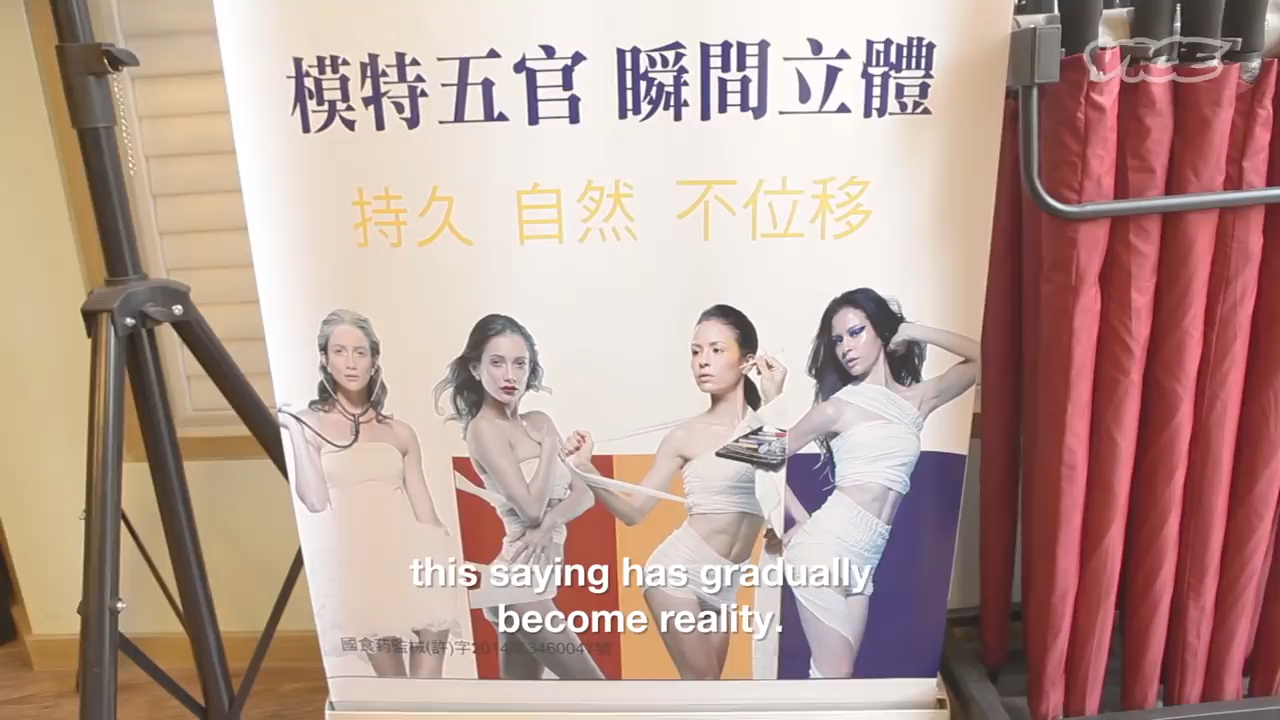 VICE
模特五官 瞬間立體
持久 自然 不位移
this saying has gradually
become reality.